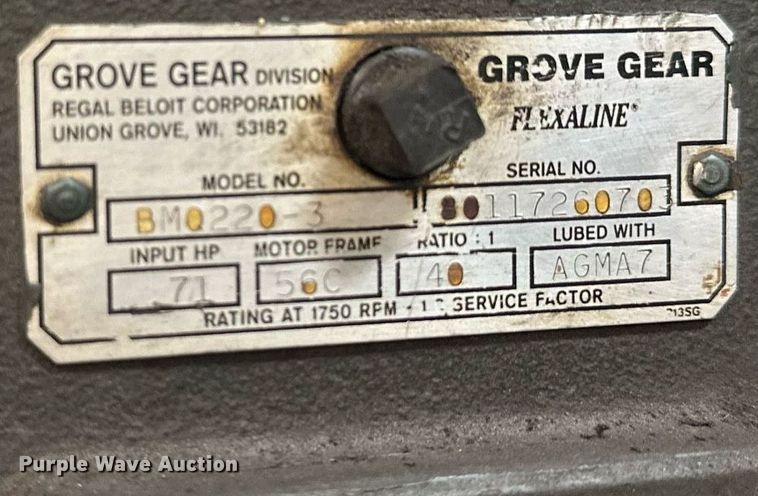 GROVE GEAR DIVISION
REGAL BELOIT CORPORATION
UNION GROVE, WI. 53182
GROVE GEAR
FLEXALINE®
MODEL NO.
BMQ220-3
SERIAL NO.
INPUT HP
.71
MOTOR FRAME
56C
RATIO : 1
40
LUBED WITH
AGMA7
RATING AT 1750 RPM - SERVICE FACTOR
Purple Wave Auction